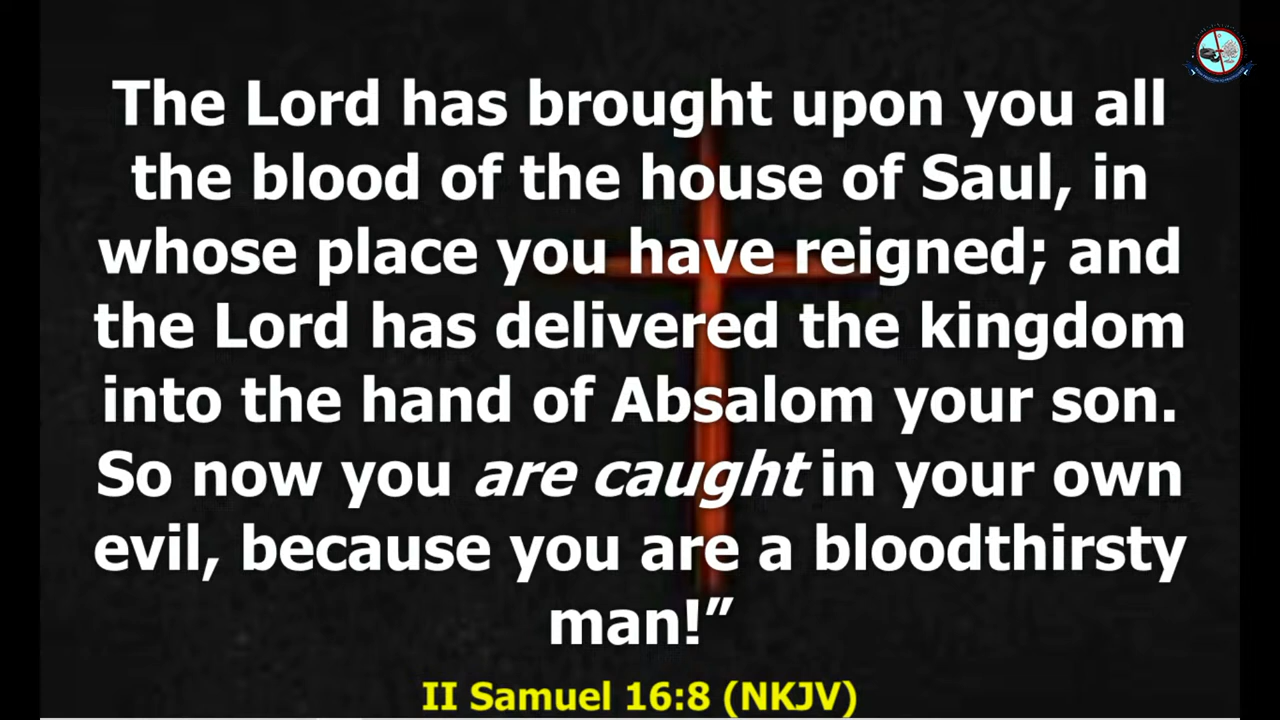 The Lord has brought upon you all
the blood of the house of Saul, in
whose place you have reigned; and
the Lord has delivered the kingdom
into the hand of Absalom your son.
So now you are caught in your own
evil, because you are a bloodthirsty
man!”
II Samuel 16:8 (NKJV)